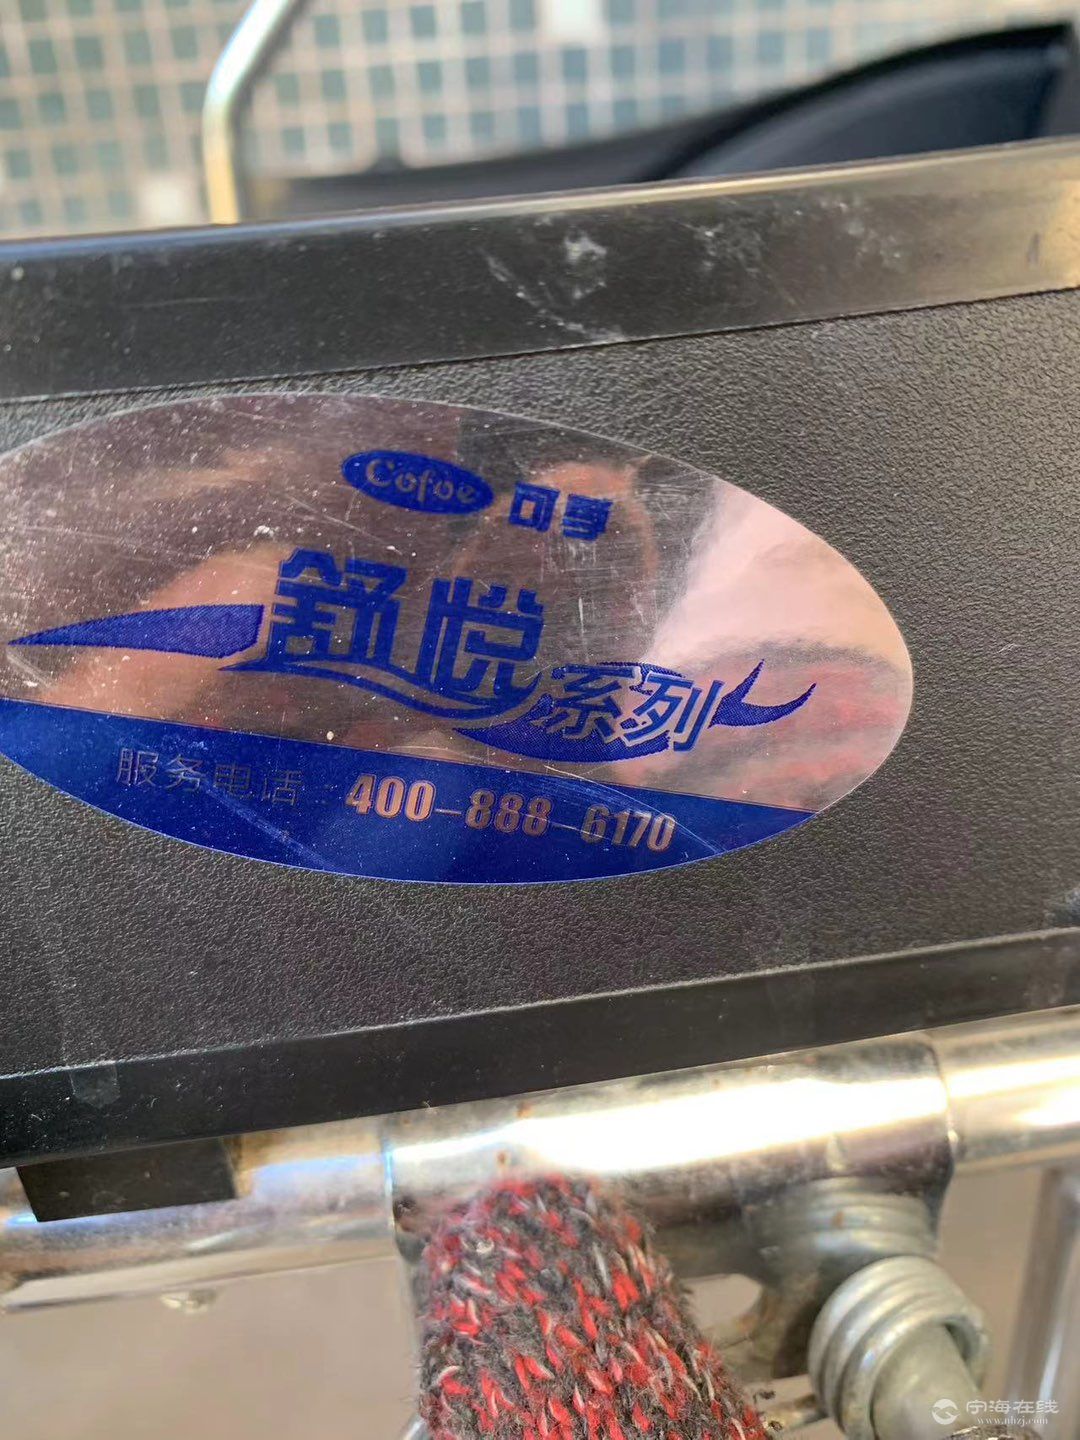 Cofoe 可孚
舒悦
系列
服务电话 400-888-6170
宁海在线
www.nhzj.com